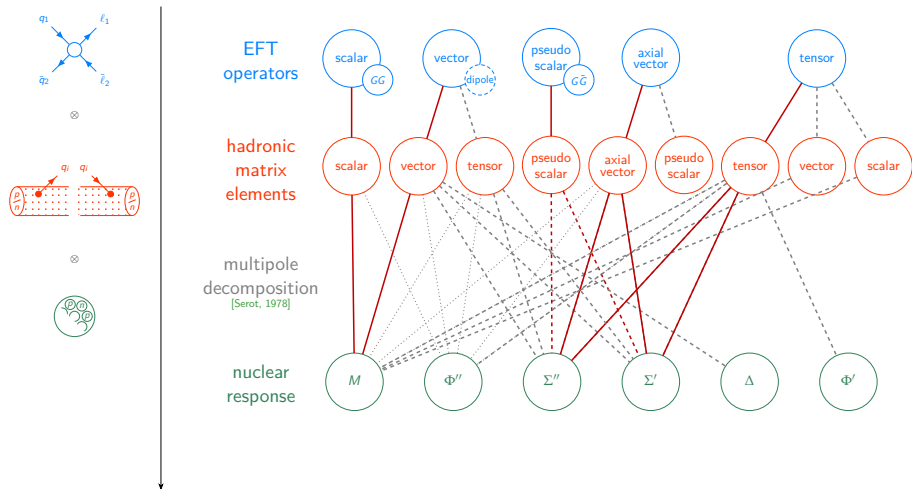 q₁ ℓ₁
q̄₂ ℓ̄₂
⊗
qᵢ qⱼ
p n p n
⊗
p n p
EFT
operators
scalar
GG
vector
dipole
pseudo
scalar
GG̃
axial
vector
tensor
hadronic
matrix
elements
scalar
vector
tensor
pseudo
scalar
axial
vector
pseudo
scalar
tensor
vector
scalar
multipole
decomposition
[Serot, 1978]
nuclear
response
M
Φ″
Σ″
Σ′
Δ
Φ′